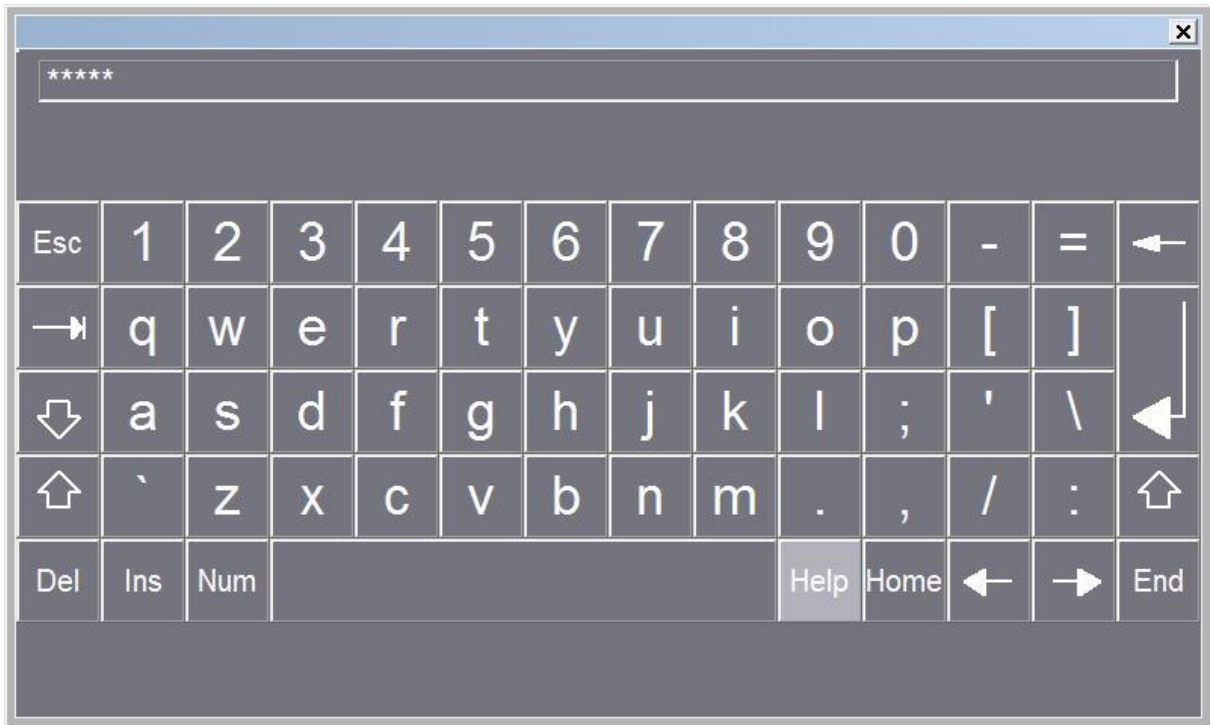 *****
Esc 1 2 3 4 5 6 7 8 9 0 - =
q w e r t y u i o p [ ]
a s d f g h j k l ; ' \
` z x c v b n m . , / :
Del Ins Num Help Home End